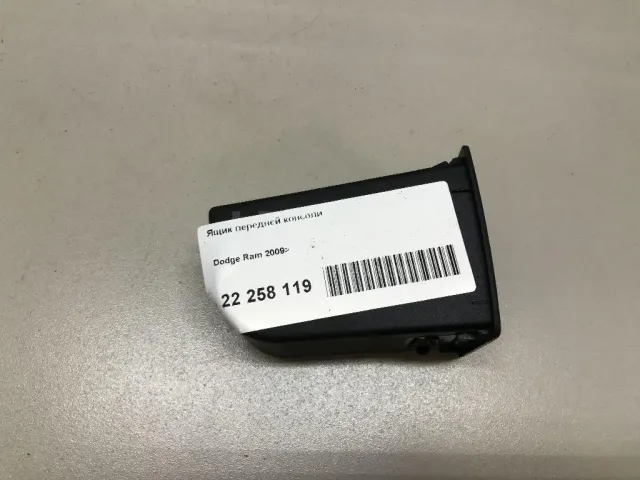 Ящик передней консоли
Dodge Ram 2009>
22 258 119